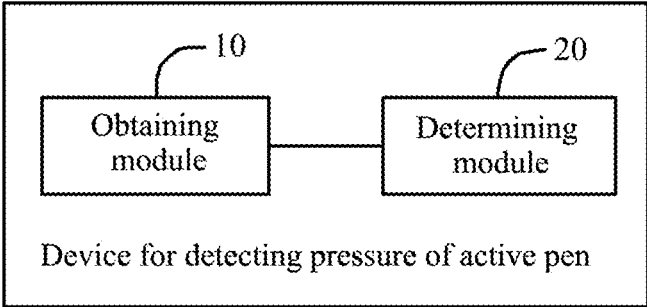 10
20
Obtaining
module
Determining
module
Device for detecting pressure of active pen